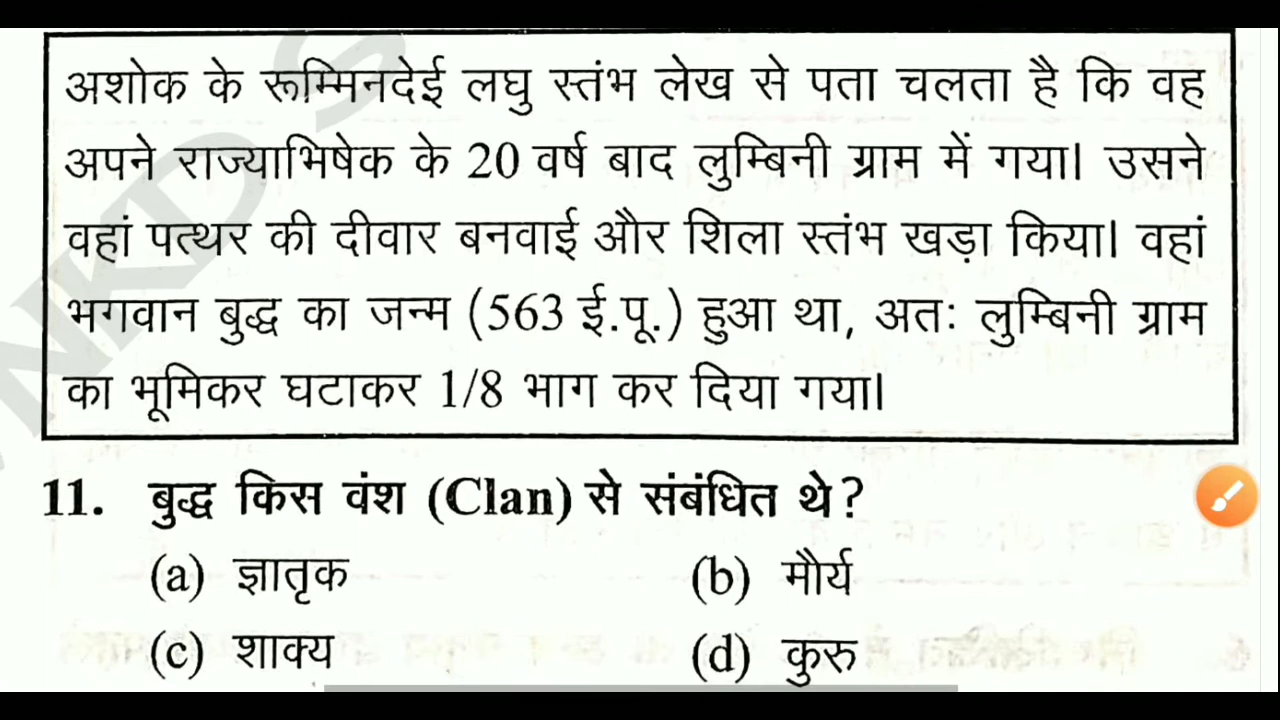 अशोक के रूम्मिनदेई लघु स्तंभ लेख से पता चलता है कि वह
अपने राज्याभिषेक के 20 वर्ष बाद लुम्बिनी ग्राम में गया। उसने
वहां पत्थर की दीवार बनवाई और शिला स्तंभ खड़ा किया। वहां
भगवान बुद्ध का जन्म (563 ई.पू.) हुआ था, अतः लुम्बिनी ग्राम
का भूमिकर घटाकर 1/8 भाग कर दिया गया।
11. बुद्ध किस वंश (Clan) से संबंधित थे?
(a) ज्ञातृक (b) मौर्य
(c) शाक्य (d) कुरु